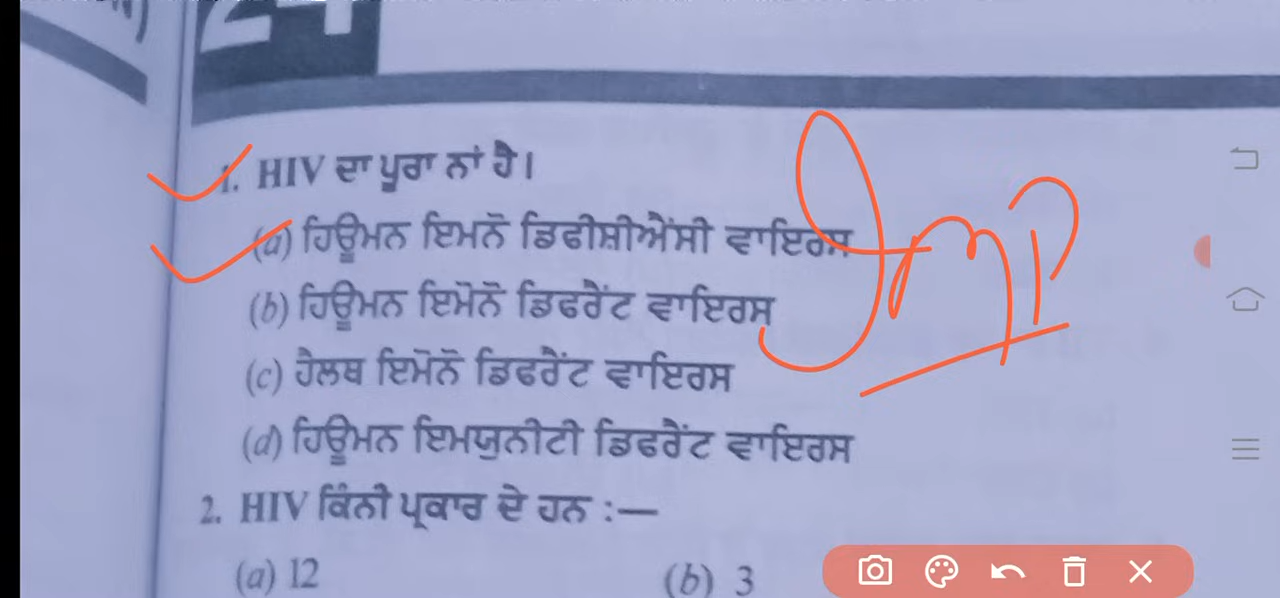 1. HIV ਦਾ ਪੂਰਾ ਨਾਂ ਹੈ।
(a) ਹਿਊਮਨ ਇਮਨੋ ਡਿਫੀਸ਼ੀਐਂਸੀ ਵਾਇਰਸ
(b) ਹਿਊਮਨ ਇਮੋਨੋ ਡਿਫਰੈਂਟ ਵਾਇਰਸ
(c) ਹੈਲਥ ਇਮੋਨੋ ਡਿਫਰੈਂਟ ਵਾਇਰਸ
(d) ਹਿਊਮਨ ਇਮਯੁਨੀਟੀ ਡਿਫਰੈਂਟ ਵਾਇਰਸ
Imp
2. HIV ਕਿੰਨੀ ਪ੍ਰਕਾਰ ਦੇ ਹਨ :—
(a) 12 (b) 3